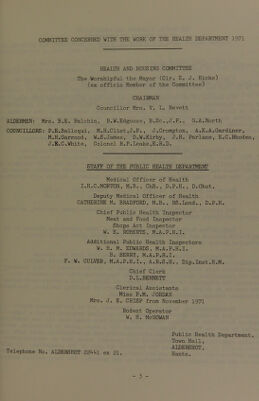 COMMITTEE CONCERNED WITH THE WORK OF THE HEALTH DEPARTMENT 1971
HEALTH AND HOUSING COMMITTEE
The Worshipful the Mayor (Clr. E. J. Hicks)
(ex officio Member of the Committee)
CHAIRMAN
Councillor Mrs. V. L. Hewett
ALDERMEN: Mrs. B.E. Balchin, B.W.Edgoose, B.Sc.,J.P., G.A.North
COUNCILLORS: P.E.Bellequi, M.H.Clist,J.P., J.Crompton, A.K.A.Gardiner,
M.H.Garrood, W.S.James, D.W.Kirby, J.H. Parlane, E.C.Rhodes,
J.E.C.White, Colonel R.F.Leake,E.R.D.
STAFF OF THE PUBLIC HEALTH DEPARTMENT
Medical Officer of Health
I.H.C.MORTON, M.B., ChB., D.P.H., D.Obst.
Deputy Medical Officer of Health
CATHERINE M. BRADFORD, M.B., BS.Lond., D.P.H.
Chief Public Health Inspector
Meat and Food Inspector
Shops Act Inspector
W. E. ROBERTS, M.A.P.H.I.
Additional Public Health Inspectors
W. R. M. EDWARDS, M.A.P.H.I.
B. BERRY, M.A.P.H.I.
F. W. CULVER, M.A.P.H.I., A.R.S.H., Dip.Inst.H.M.
Chief Clerk
D.L.BENNETT
Clerical Assistants
Miss P.M. JORDAN
Mrs. J. E. CRISP from November 1971
Rodent Operator
W. H. McGOWAN
Public Health Department,
Town Hall,
ALDERSHOT,
Hants.
Telephone No. ALDERSHOT 22441 ex 21.
- 3 -